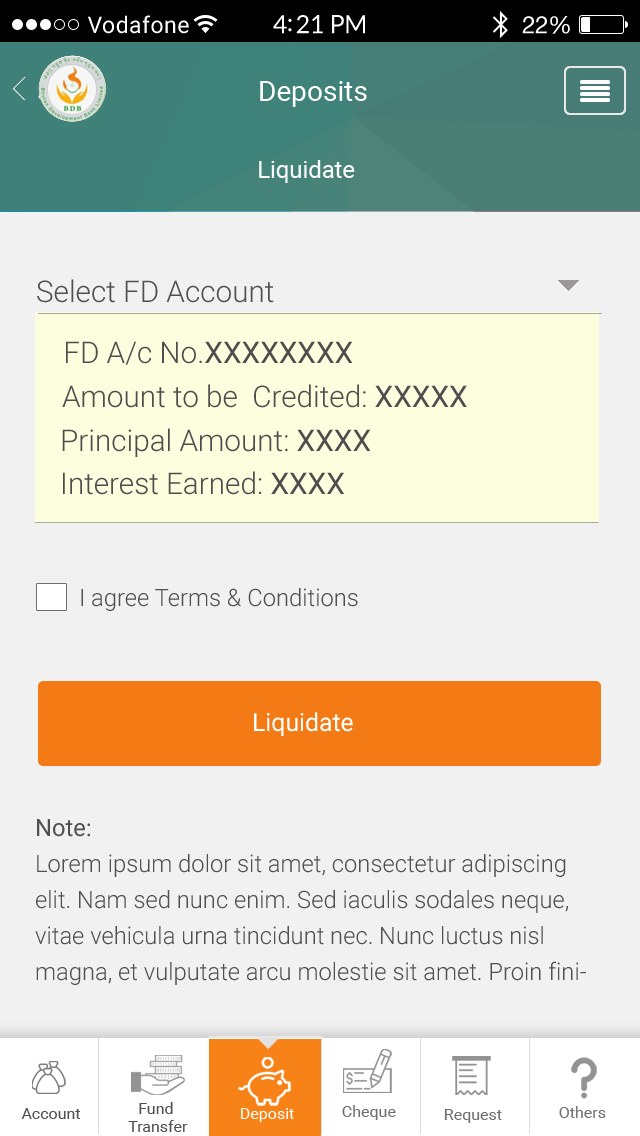 Vodafone 4:21 PM 22%
BDB
Deposits
Liquidate
Select FD Account
FD A/c No.XXXXXXXX
Amount to be Credited: XXXXX
Principal Amount: XXXX
Interest Earned: XXXX
I agree Terms & Conditions
Liquidate
Note:
Lorem ipsum dolor sit amet, consectetur adipiscing
elit. Nam sed nunc enim. Sed iaculis sodales neque,
vitae vehicula urna tincidunt nec. Nunc luctus nisl
magna, et vulputate arcu molestie sit amet. Proin fini-
Account
Fund
Transfer
Deposit
Cheque
Request
Others